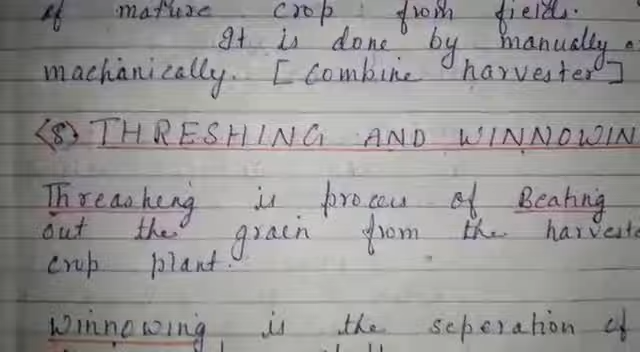 of mature crop from fields.
It is done by manually o
machanically. [combine harvester]
(8) THRESHING AND WINNOWIN
Threasheng is process of Beating
out the grain from the harveste
crop plant.
Winnowing is the seperation of